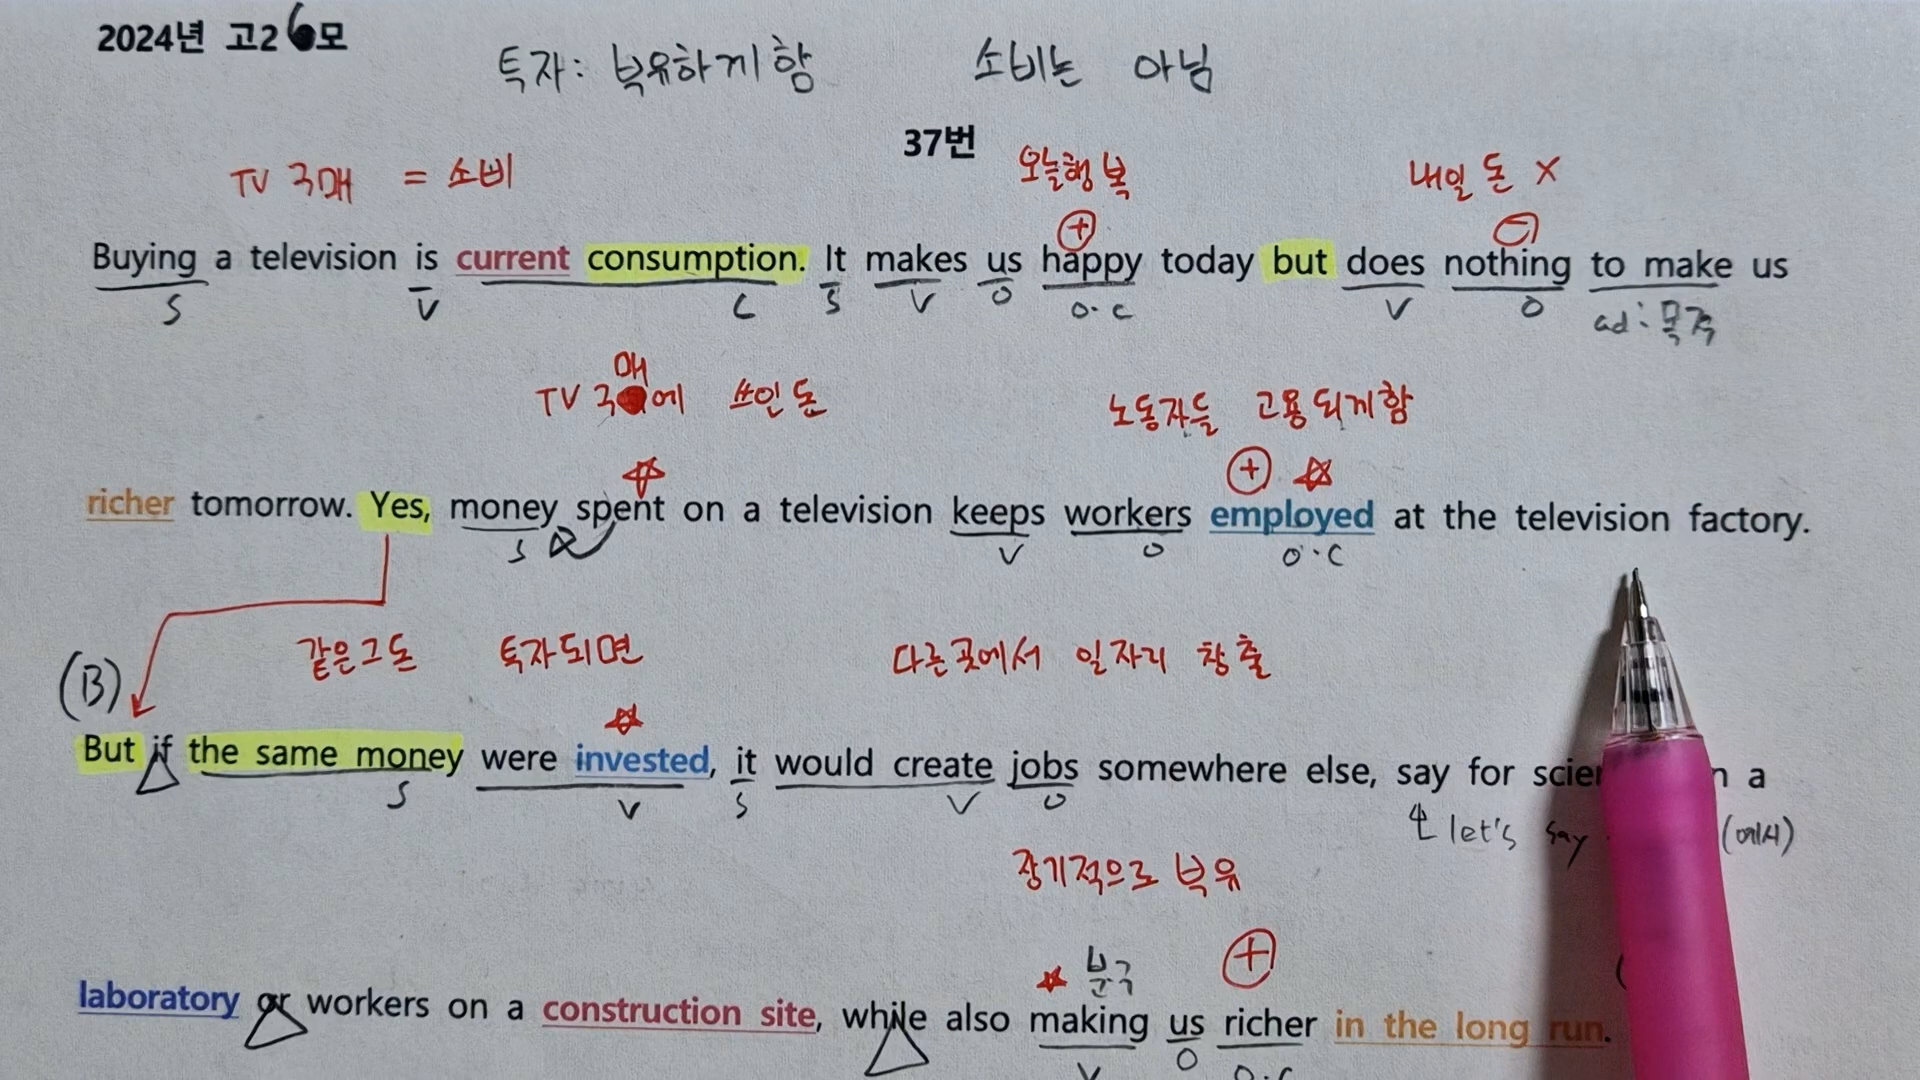 2024년 고2 6모
투자: 부유하게 함 소비는 아님
37번
TV 구매 = 소비 오늘행복 내일 돈 X
+ -
Buying a television is current consumption. It makes us happy today but does nothing to make us
S V C S V O O·C V O ad: 목적
매
TV 구에 쓰인 돈 노동자들 고용되게함
+
richer tomorrow. Yes, money spent on a television keeps workers employed at the television factory.
S V O O·C
같은그돈 투자되면 다른곳에서 일자리 창출
(B)
But if the same money were invested, it would create jobs somewhere else, say for a
S V S V O let's say (예시)
장기적으로 부유
분구 +
laboratory or workers on a construction site, while also making us richer in the long run.
V O O·C